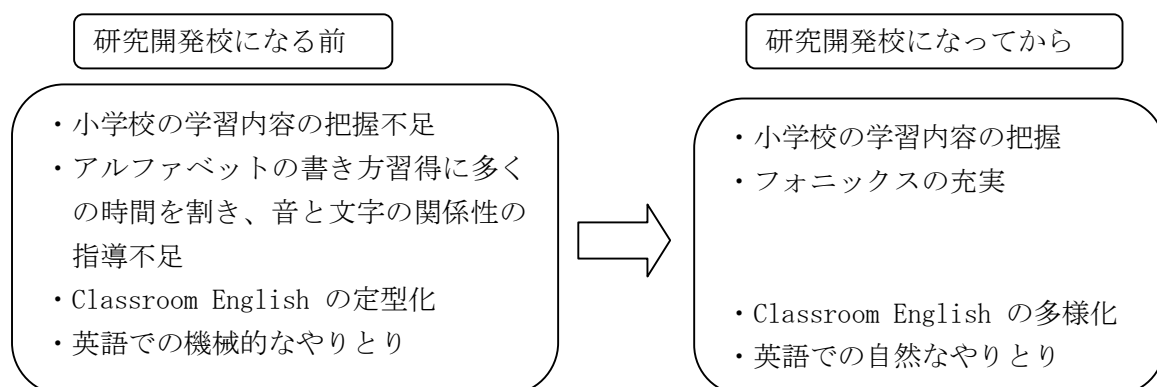 研究開発校になる前
・小学校の学習内容の把握不足
・アルファベットの書き方習得に多く
の時間を割き、音と文字の関係性の
指導不足
・Classroom English の定型化
・英語での機械的なやりとり
研究開発校になってから
・小学校の学習内容の把握
・フォニックスの充実
・Classroom English の多様化
・英語での自然なやりとり